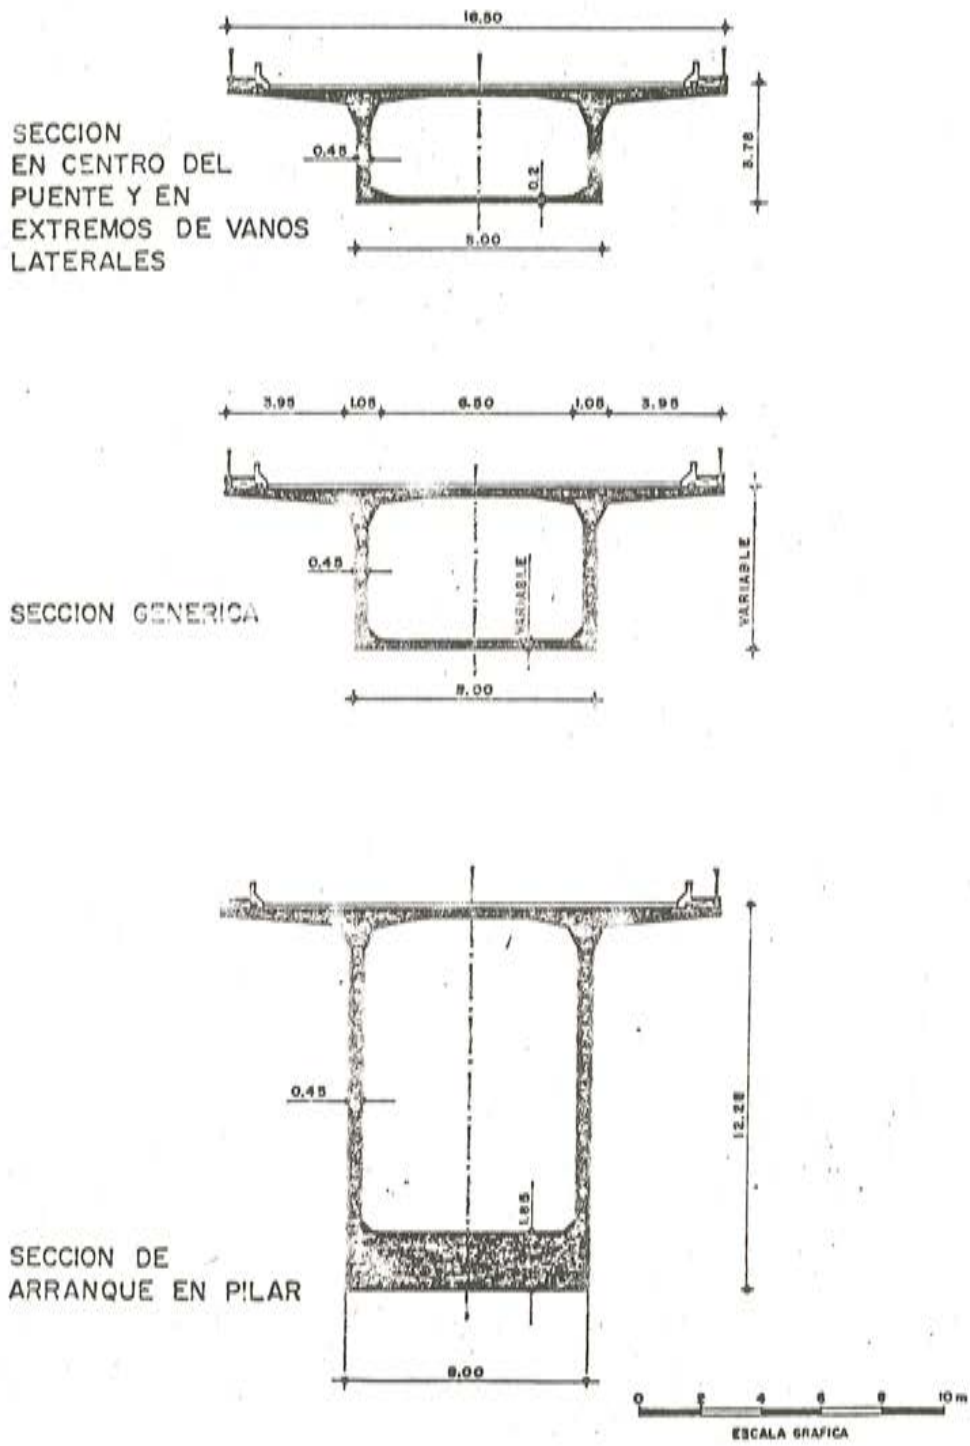 16.50
SECCION
EN CENTRO DEL
PUENTE Y EN
EXTREMOS DE VANOS
LATERALES
0.45
0.2
3.78
8.00
3.95 1.05 6.50 1.05 3.95
0.45
VARIABLE
VARIABLE
SECCION GENERICA
8.00
0.45
12.28
1.85
SECCION DE
ARRANQUE EN PILAR
8.00
0 2 4 6 8 10 m
ESCALA GRAFICA